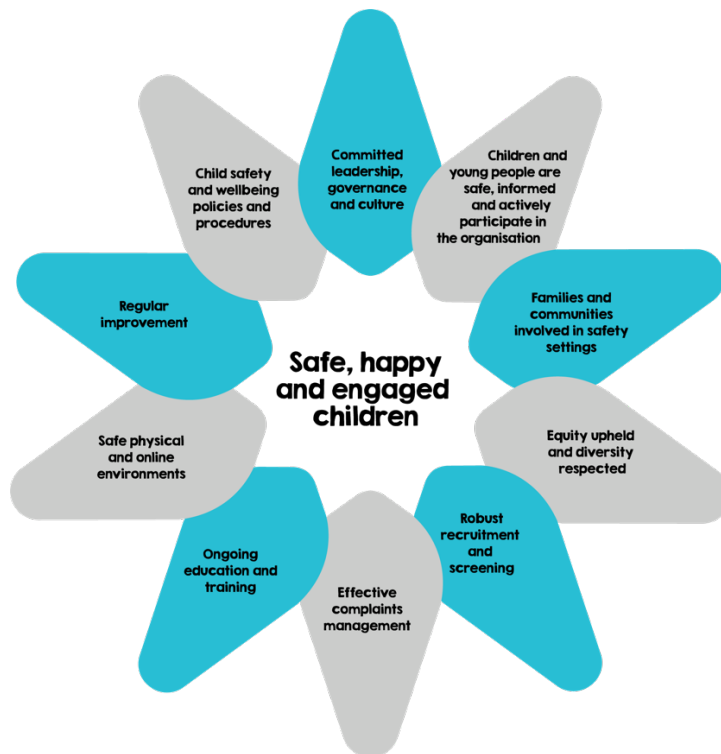 Committed
leadership,
governance
and culture
Children and
young people are
safe, informed
and actively
participate in
the organisation
Families and
communities
involved in safety
settings
Equity upheld
and diversity
respected
Robust
recruitment
and
screening
Effective
complaints
management
Ongoing
education and
training
Safe physical
and online
environments
Regular
improvement
Child safety
and wellbeing
policies and
procedures
Safe, happy
and engaged
children